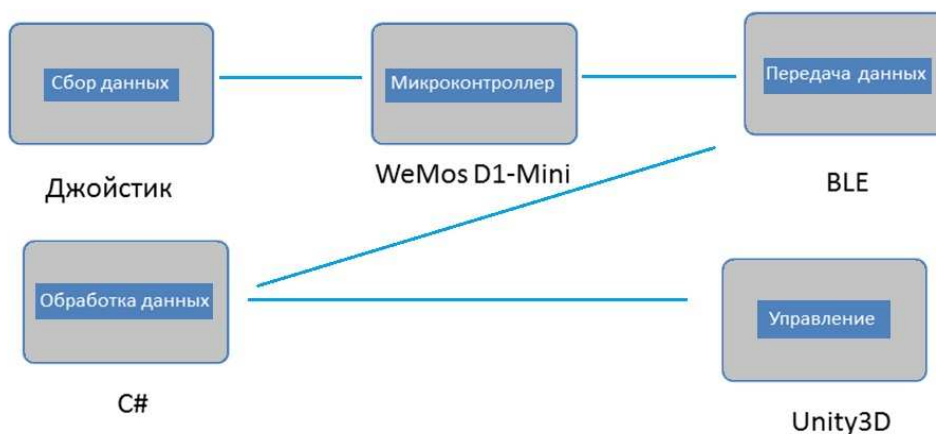 Сбор данных
Микроконтроллер
Передача данных
Джойстик
WeMos D1-Mini
BLE
Обработка данных
Управление
C#
Unity3D